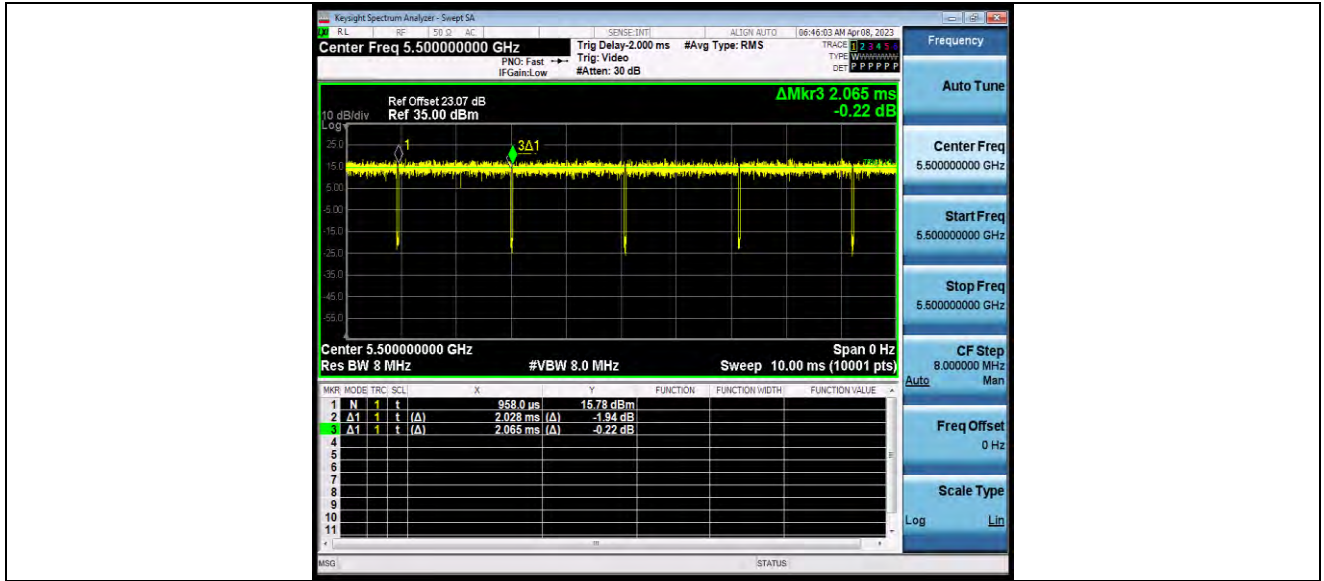 Keysight Spectrum Analyzer - Swept SA
RL RF 50 Ω AC SENSE:INT ALIGN AUTO 06:46:03 AM Apr 08, 2023
Center Freq 5.500000000 GHz Trig Delay-2.000 ms #Avg Type: RMS TRACE 1 2 3 4 5 6
PNO: Fast Trig: Video TYPE WWWWWW
IFGain:Low #Atten: 30 dB DET P P P P P P
ΔMkr3 2.065 ms
-0.22 dB
Ref Offset 23.07 dB
10 dB/div Ref 35.00 dBm
Log
25.0
15.0
5.00
-5.00
-15.0
-25.0
-35.0
-45.0
-55.0
1
3Δ1
Center 5.500000000 GHz Span 0 Hz
Res BW 8 MHz #VBW 8.0 MHz Sweep 10.00 ms (10001 pts)
MKR MODE TRC SCL X Y FUNCTION FUNCTION WIDTH FUNCTION VALUE
1 N 1 t 958.0 µs 15.78 dBm
2 Δ1 1 t (Δ) 2.028 ms (Δ) -1.94 dB
3 Δ1 1 t (Δ) 2.065 ms (Δ) -0.22 dB
4
5
6
7
8
9
10
11
MSG STATUS
Frequency
Auto Tune
Center Freq
5.500000000 GHz
Start Freq
5.500000000 GHz
Stop Freq
5.500000000 GHz
CF Step
8.000000 MHz
Auto Man
Freq Offset
0 Hz
Scale Type
Log Lin